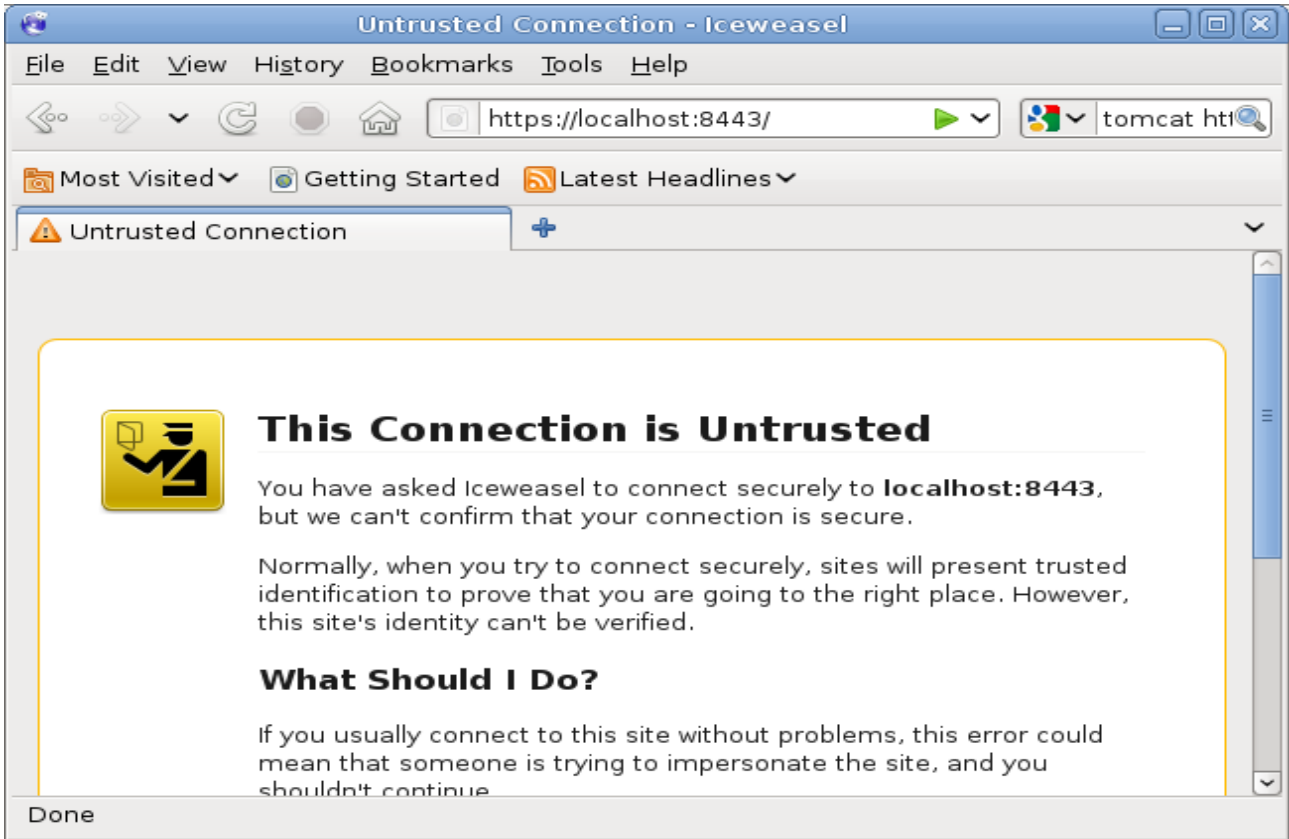 Untrusted Connection - Iceweasel
File Edit View History Bookmarks Tools Help
https://localhost:8443/ tomcat htt
Most Visited Getting Started Latest Headlines
Untrusted Connection
This Connection is Untrusted
You have asked Iceweasel to connect securely to localhost:8443,
but we can't confirm that your connection is secure.
Normally, when you try to connect securely, sites will present trusted
identification to prove that you are going to the right place. However,
this site's identity can't be verified.
What Should I Do?
If you usually connect to this site without problems, this error could
mean that someone is trying to impersonate the site, and you
shouldn't continue
Done